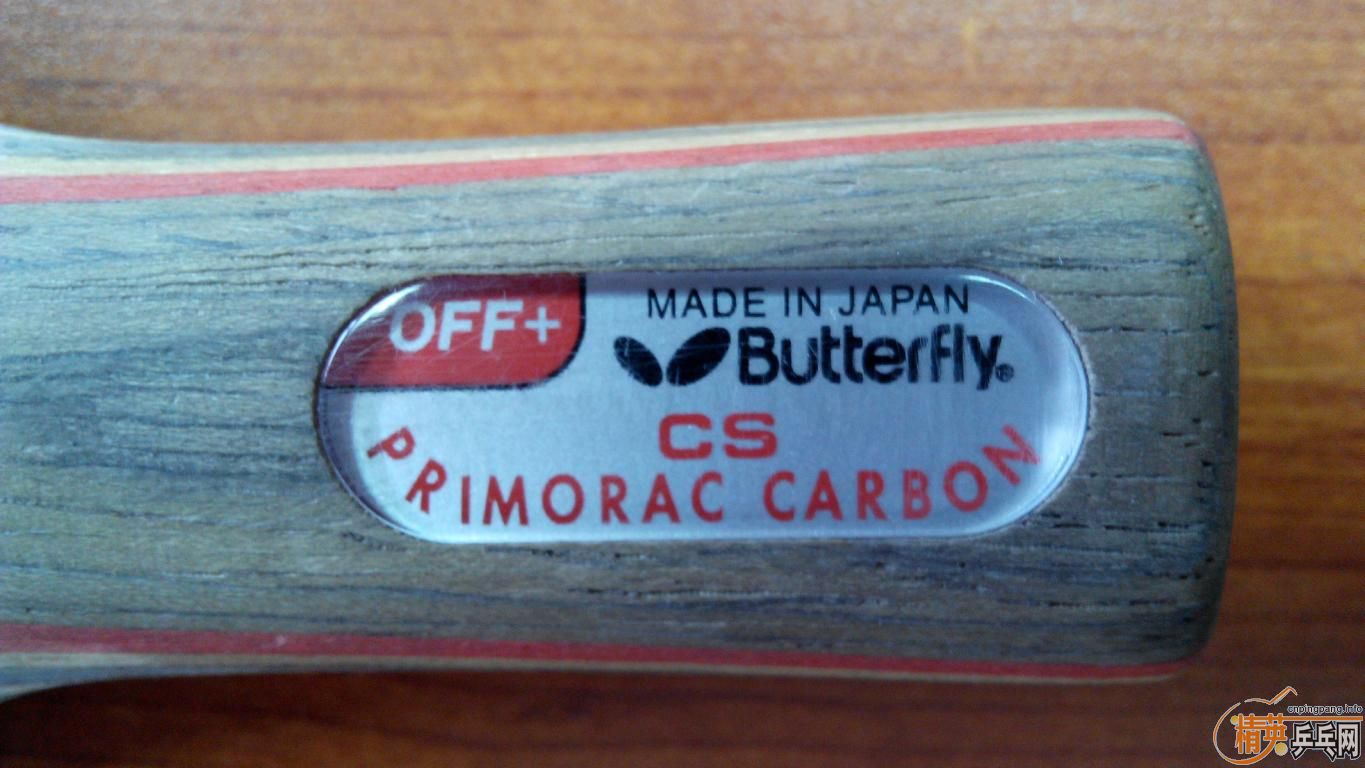 OFF+
MADE IN JAPAN
Butterfly®
CS
PRIMORAC CARBON
cnpingpang.info
精英乒乓网